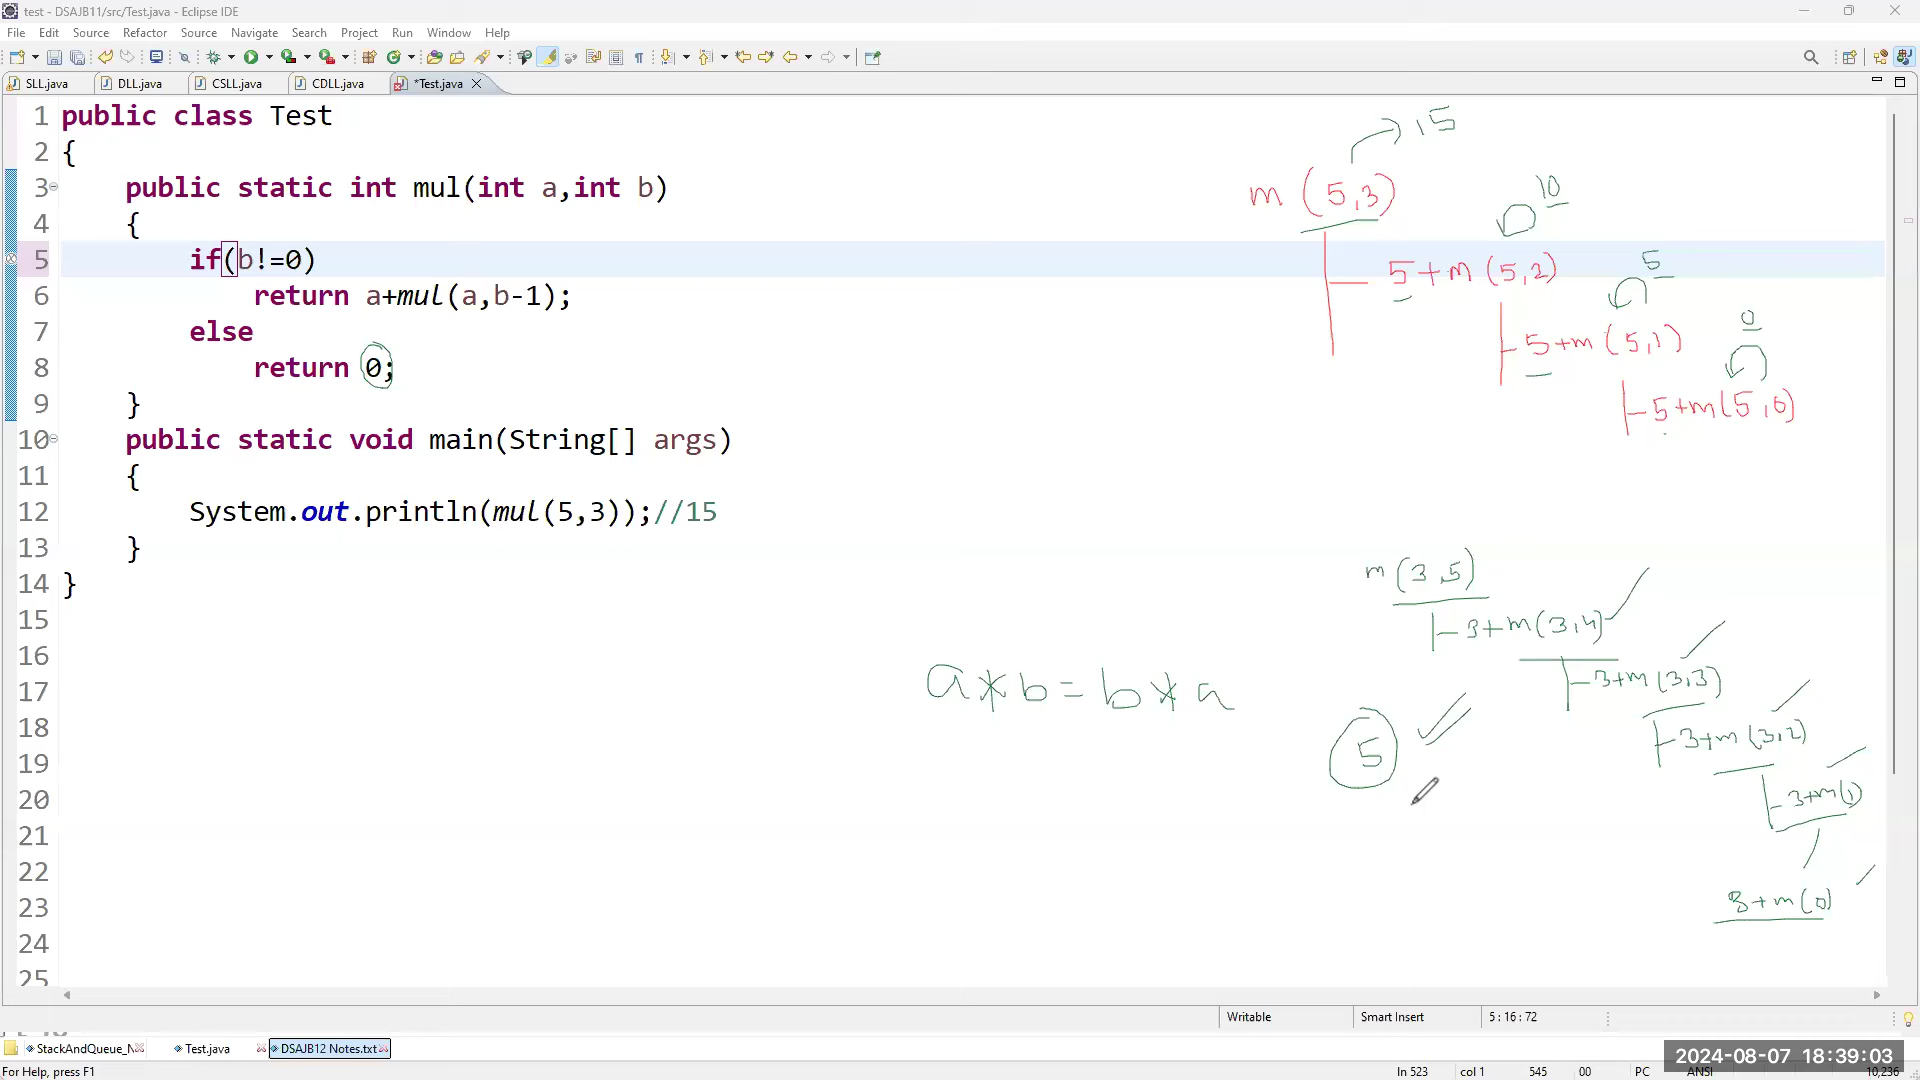 test - DSAJB11/src/Test.java - Eclipse IDE
File Edit Source Refactor Source Navigate Search Project Run Window Help
SLL.java DLL.java CSLL.java CDLL.java *Test.java
1 public class Test
2 {
3 public static int mul(int a,int b)
4 {
5 if(b!=0)
6 return a+mul(a,b-1);
7 else
8 return 0;
9 }
10 public static void main(String[] args)
11 {
12 System.out.println(mul(5,3));//15
13 }
14 }
15
16
17
18
19
20
21
22
23
24
25
15
m (5,3)
10
5+m (5,2)
5
5+m (5,1)
0
5+m(5,0)
m (3,5)
3+m(3,4)
3+m(3,3)
a*b=b*a
3+m(3,2)
5
3+m(1)
3+m(0)
Writable Smart Insert 5 : 16 : 72
StackAndQueue_N Test.java DSAJB12 Notes.txt
2024-08-07 18:39:03
For Help, press F1 ln 523 col 1 545 00 PC ANSI 10,236